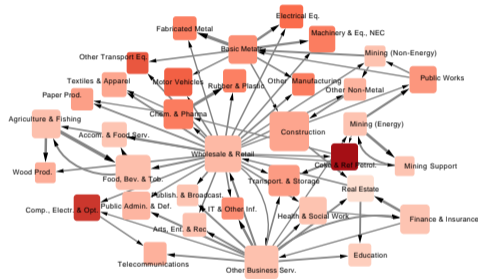 Electrical Eq.
Fabricated Metal
Machinery & Eq., NEC
Basic Metals
Mining (Non-Energy)
Other Transport Eq.
Textiles & Apparel
Motor Vehicles
Rubber & Plastic
Other Manufacturing
Public Works
Other Non-Metal
Paper Prod.
Chem. & Pharma
Agriculture & Fishing
Mining (Energy)
Accom. & Food Serv.
Construction
Wholesale & Retail
Coke & Ref Petrol.
Mining Support
Wood Prod.
Food, Bev. & Tob.
Transport. & Storage
Real Estate
Publish. & Broadcast.
Comp., Electr. & Opt.
Public Admin. & Def.
IT & Other Inf.
Health & Social Work
Finance & Insurance
Arts, Ent. & Rec.
Telecommunications
Other Business Serv.
Education